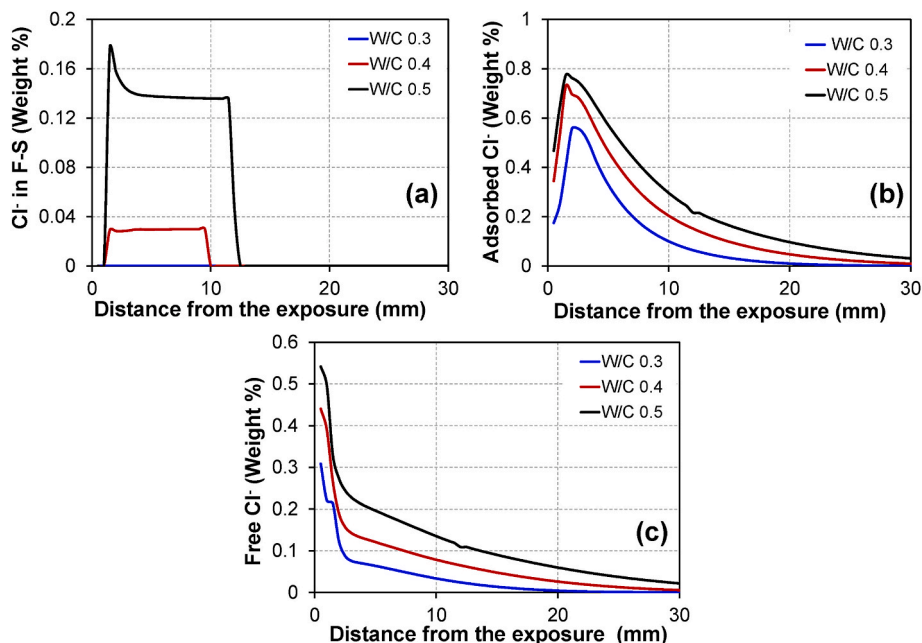 0.2
0.16
0.12
0.08
0.04
0
Cl- in F-S (Weight %)
W/C 0.3
W/C 0.4
W/C 0.5
(a)
0 10 20 30
Distance from the exposure (mm)
1
0.8
0.6
0.4
0.2
0
Adsorbed Cl- (Weight %)
W/C 0.3
W/C 0.4
W/C 0.5
(b)
0 10 20 30
Distance from the exposure (mm)
0.6
0.5
0.4
0.3
0.2
0.1
0
Free Cl- (Weight %)
W/C 0.3
W/C 0.4
W/C 0.5
(c)
0 10 20 30
Distance from the exposure (mm)